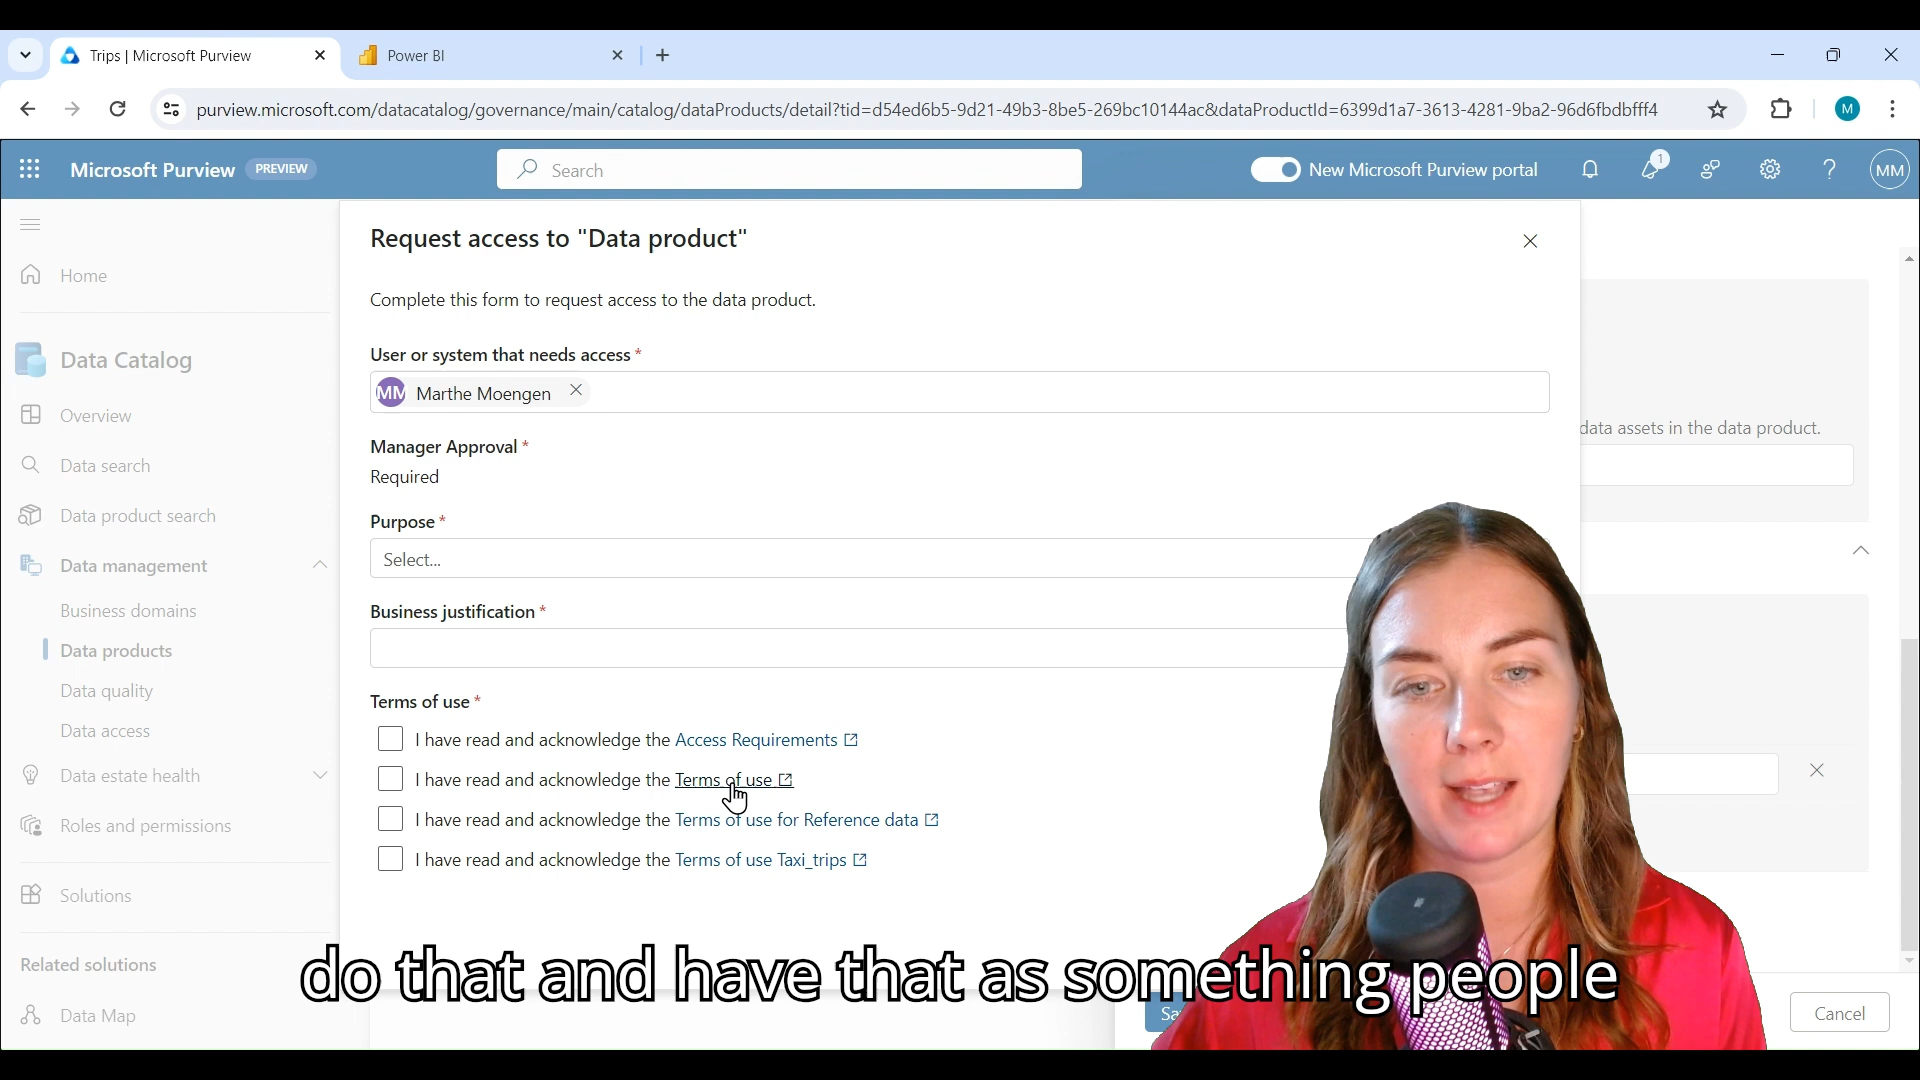 Trips | Microsoft Purview
Power BI
purview.microsoft.com/datacatalog/governance/main/catalog/dataProducts/detail?tid=d54ed6b5-9d21-49b3-8be5-269bc10144ac&dataProductId=6399d1a7-3613-4281-9ba2-96d6fbdbfff4
M
Microsoft Purview PREVIEW
Search
New Microsoft Purview portal
1
?
MM
Home
Data Catalog
Overview
Data search
Data product search
Data management
Business domains
Data products
Data quality
Data access
Data estate health
Roles and permissions
Solutions
Related solutions
Data Map
Request access to "Data product"
Complete this form to request access to the data product.
User or system that needs access *
MM Marthe Moengen
Manager Approval *
Required
Purpose *
Select...
Business justification *
Terms of use *
I have read and acknowledge the Access Requirements
I have read and acknowledge the Terms of use
I have read and acknowledge the Terms of use for Reference data
I have read and acknowledge the Terms of use Taxi_trips
data assets in the data product.
Cancel
do that and have that as something people